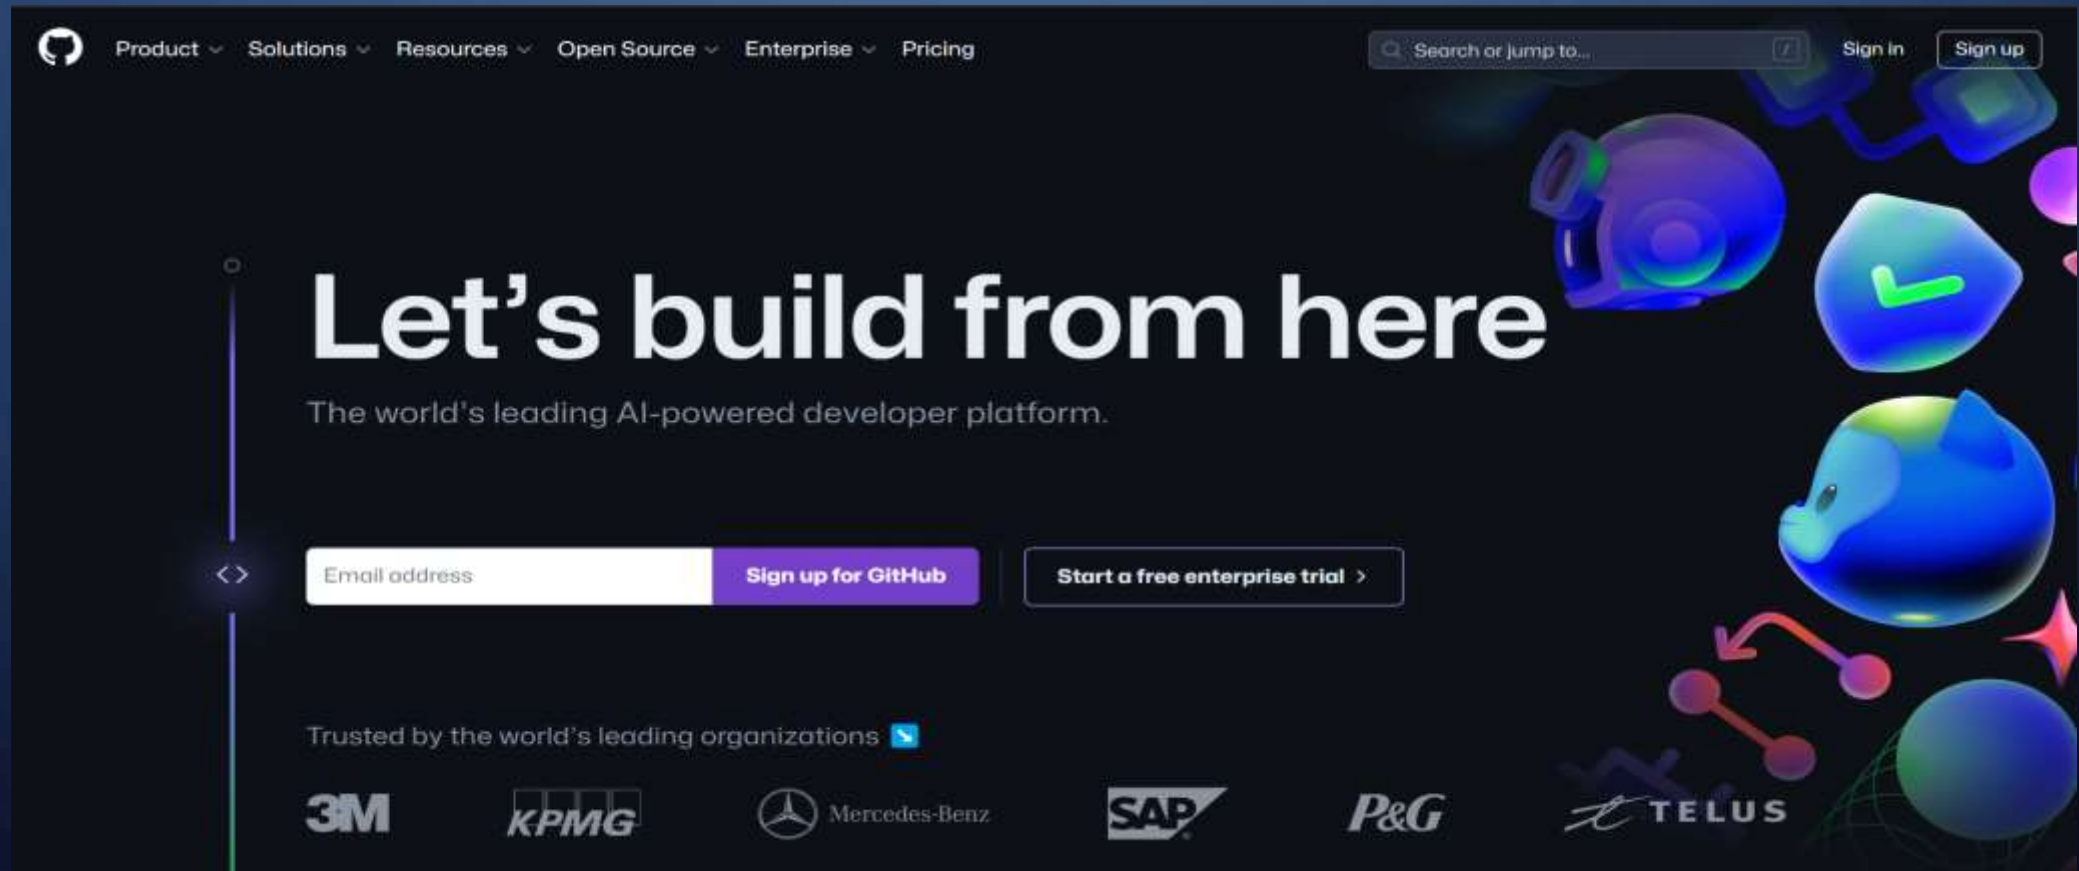 Product Solutions Resources Open Source Enterprise Pricing Search or jump to... / Sign in Sign up
Let's build from here
The world's leading AI-powered developer platform.
Email address Sign up for GitHub Start a free enterprise trial
Trusted by the world's leading organizations
3M KPMG Mercedes-Benz SAP P&G TELUS